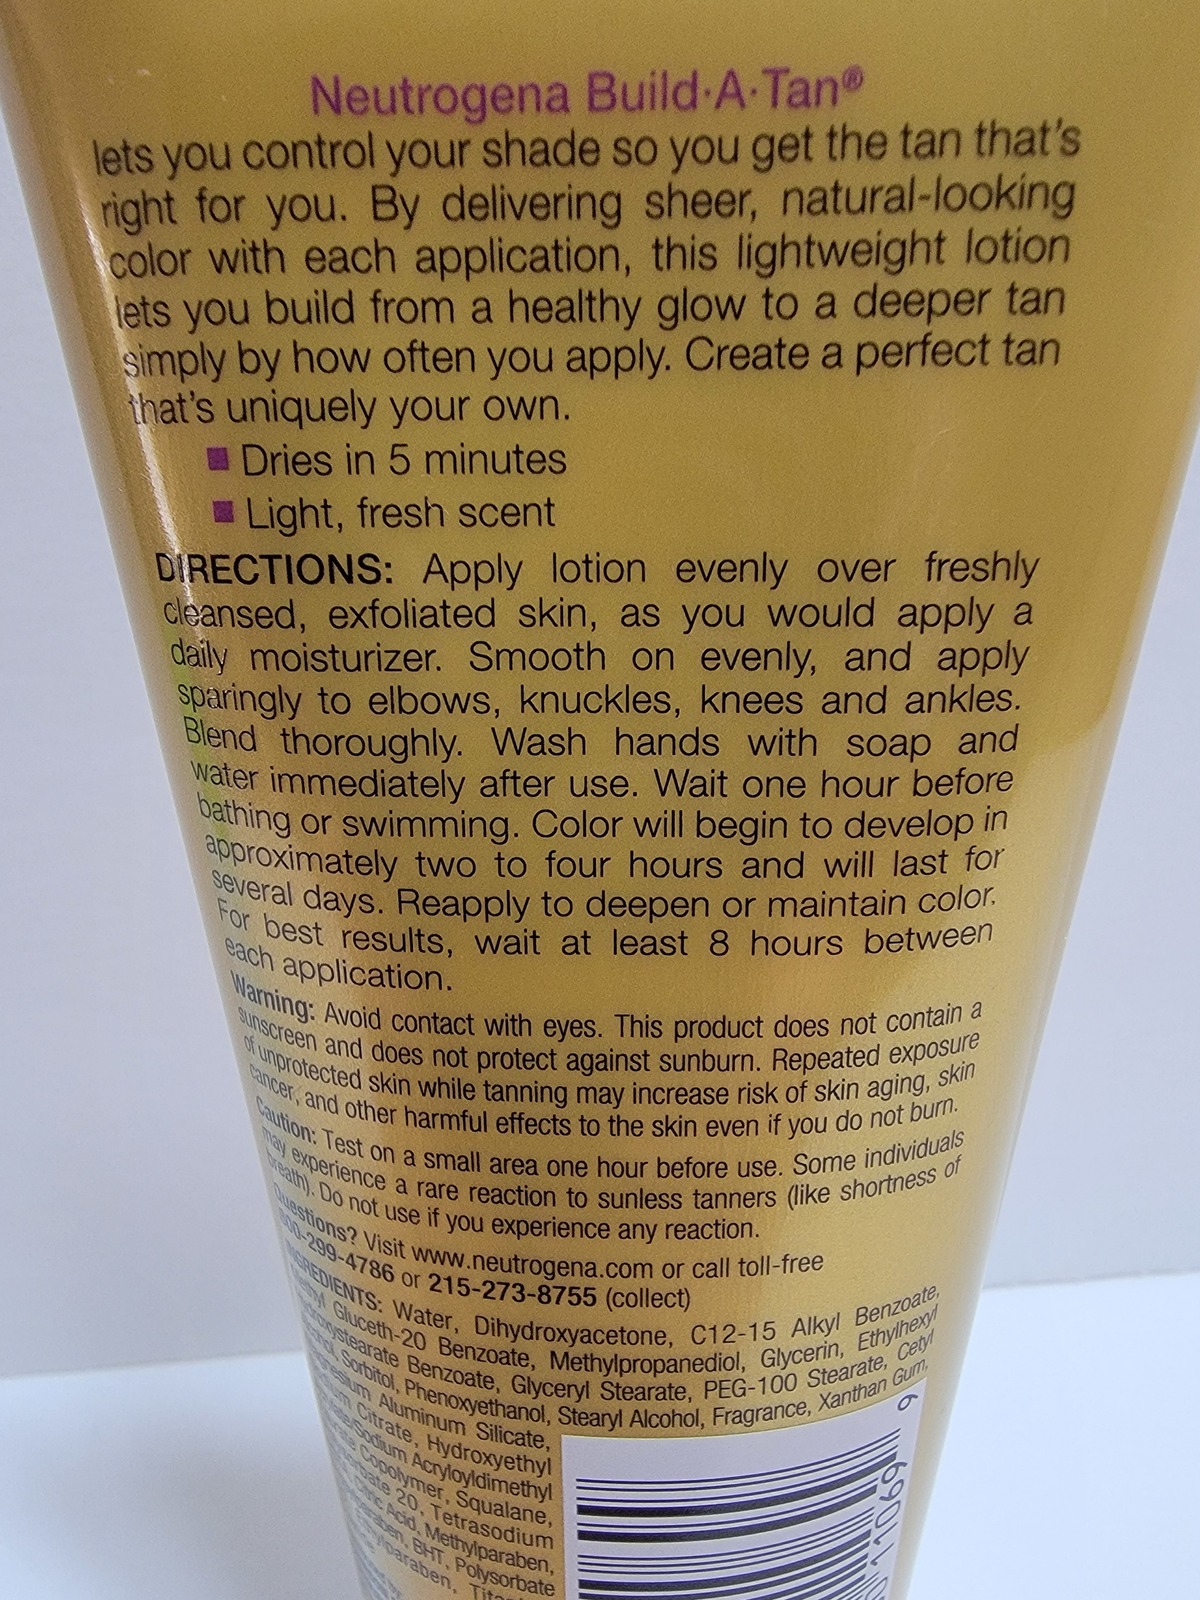 Neutrogena Build·A·Tan®
lets you control your shade so you get the tan that's
right for you. By delivering sheer, natural-looking
color with each application, this lightweight lotion
lets you build from a healthy glow to a deeper tan
simply by how often you apply. Create a perfect tan
that's uniquely your own.
■ Dries in 5 minutes
■ Light, fresh scent
DIRECTIONS: Apply lotion evenly over freshly
cleansed, exfoliated skin, as you would apply a
daily moisturizer. Smooth on evenly, and apply
sparingly to elbows, knuckles, knees and ankles.
Blend thoroughly. Wash hands with soap and
water immediately after use. Wait one hour before
bathing or swimming. Color will begin to develop in
approximately two to four hours and will last for
several days. Reapply to deepen or maintain color.
For best results, wait at least 8 hours between
each application.
Warning: Avoid contact with eyes. This product does not contain a
sunscreen and does not protect against sunburn. Repeated exposure
of unprotected skin while tanning may increase risk of skin aging, skin
cancer, and other harmful effects to the skin even if you do not burn.
Caution: Test on a small area one hour before use. Some individuals
may experience a rare reaction to sunless tanners (like shortness of
breath). Do not use if you experience any reaction.
Questions? Visit www.neutrogena.com or call toll-free
800-299-4786 or 215-273-8755 (collect)
INGREDIENTS: Water, Dihydroxyacetone, C12-15 Alkyl Benzoate,
Methyl Gluceth-20 Benzoate, Methylpropanediol, Glycerin, Ethylhexyl
Hydroxystearate Benzoate, Glyceryl Stearate, PEG-100 Stearate, Cetyl
Sorbitol, Phenoxyethanol, Stearyl Alcohol, Fragrance, Xanthan Gum,
Aluminum Silicate,
Citrate, Hydroxyethyl
Acryloyldimethyl
Copolymer, Squalane,
20, Tetrasodium
Citric Acid, Methylparaben,
BHT, Polysorbate
11069 9